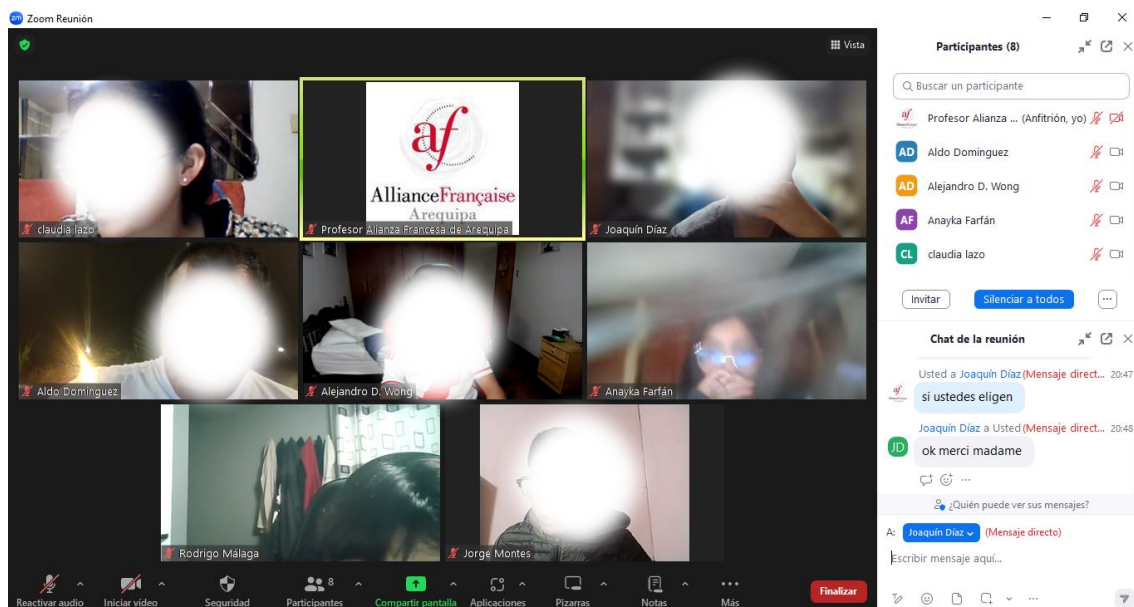 zm Zoom Reunión
Vista
claudia lazo
af
AllianceFrançaise
Arequipa
Profesor Alianza Francesa de Arequipa
Joaquín Díaz
Aldo Dominguez
Alejandro D. Wong
Anayka Farfán
Rodrigo Málaga
Jorge Montes
Reactivar audio
Iniciar video
Seguridad
8
Participantes
Compartir pantalla
Aplicaciones
Pizarras
Notas
Más
Finalizar
Participantes (8)
Buscar un participante
af Profesor Alianza ... (Anfitrión, yo)
AD Aldo Dominguez
AD Alejandro D. Wong
AF Anayka Farfán
CL claudia lazo
Invitar
Silenciar a todos
...
Chat de la reunión
Usted a Joaquín Díaz (Mensaje direct... 20:47
af si ustedes eligen
Joaquín Díaz a Usted (Mensaje direct... 20:48
JD ok merci madame
...
¿Quién puede ver sus mensajes?
A: Joaquín Díaz (Mensaje directo)
Escribir mensaje aquí...
...